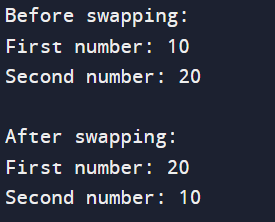 Before swapping:
First number: 10
Second number: 20

After swapping:
First number: 20
Second number: 10